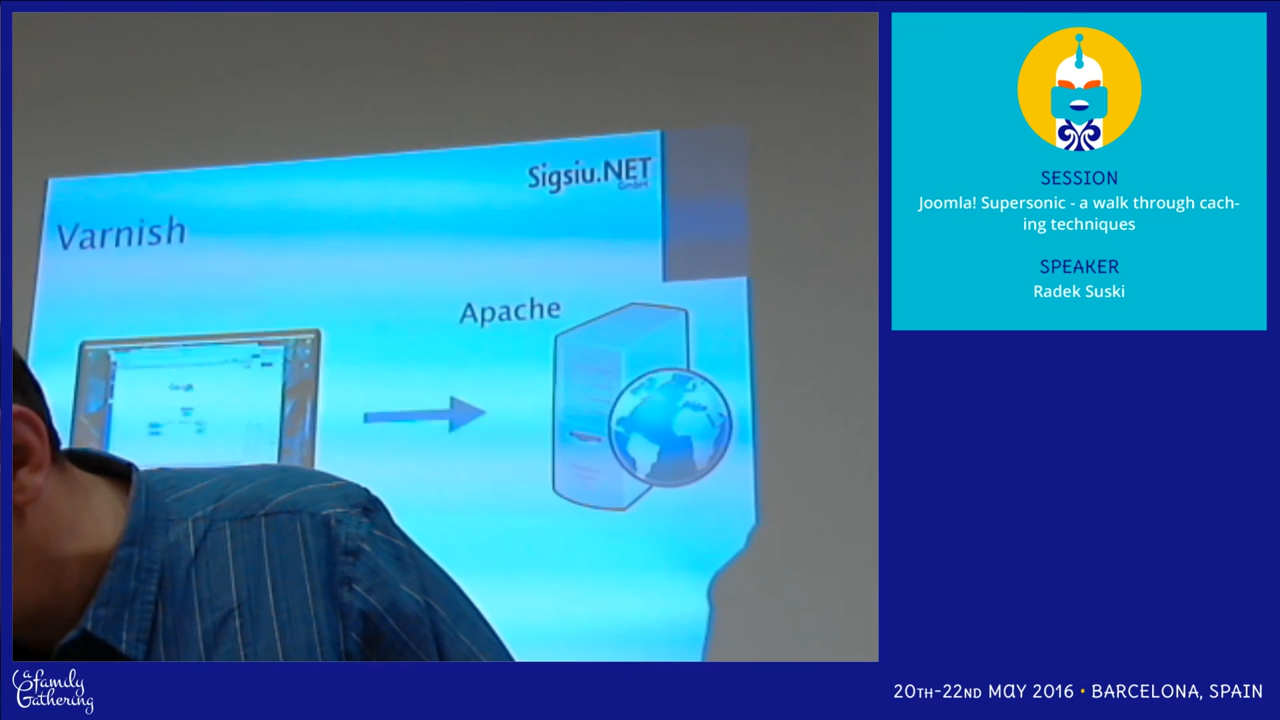 Sigsiu.NET
GmbH
Varnish
Apache
Google
SESSION
Joomla! Supersonic - a walk through cach-
ing techniques
SPEAKER
Radek Suski
a family
Gathering
20TH-22ND MAY 2016 • BARCELONA, SPAIN